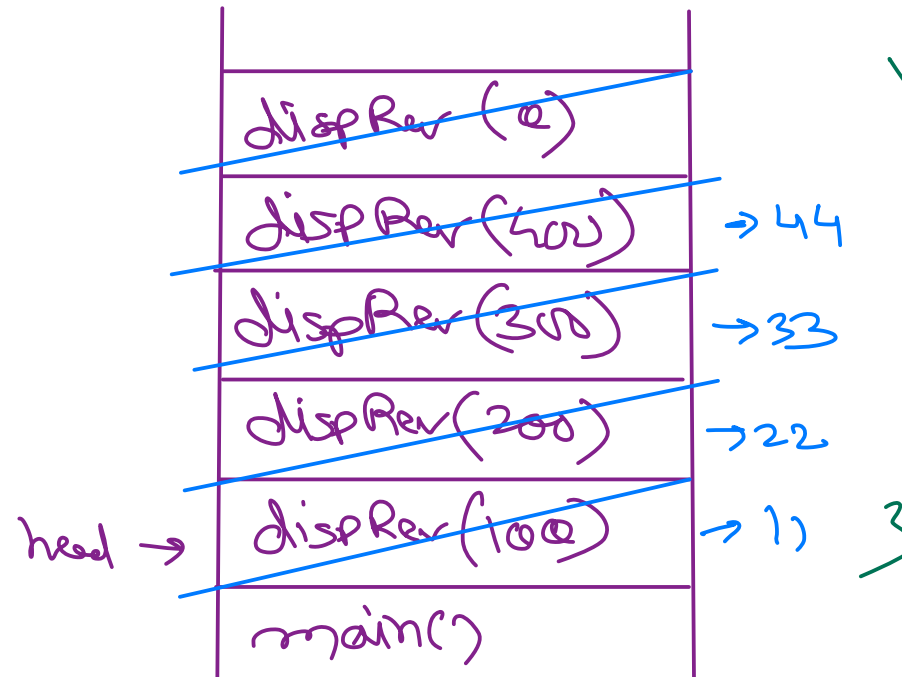 dispRev(0)
dispRev(400) → 44
dispRev(300) → 33
dispRev(200) → 22
head → dispRev(100) → 11
main()